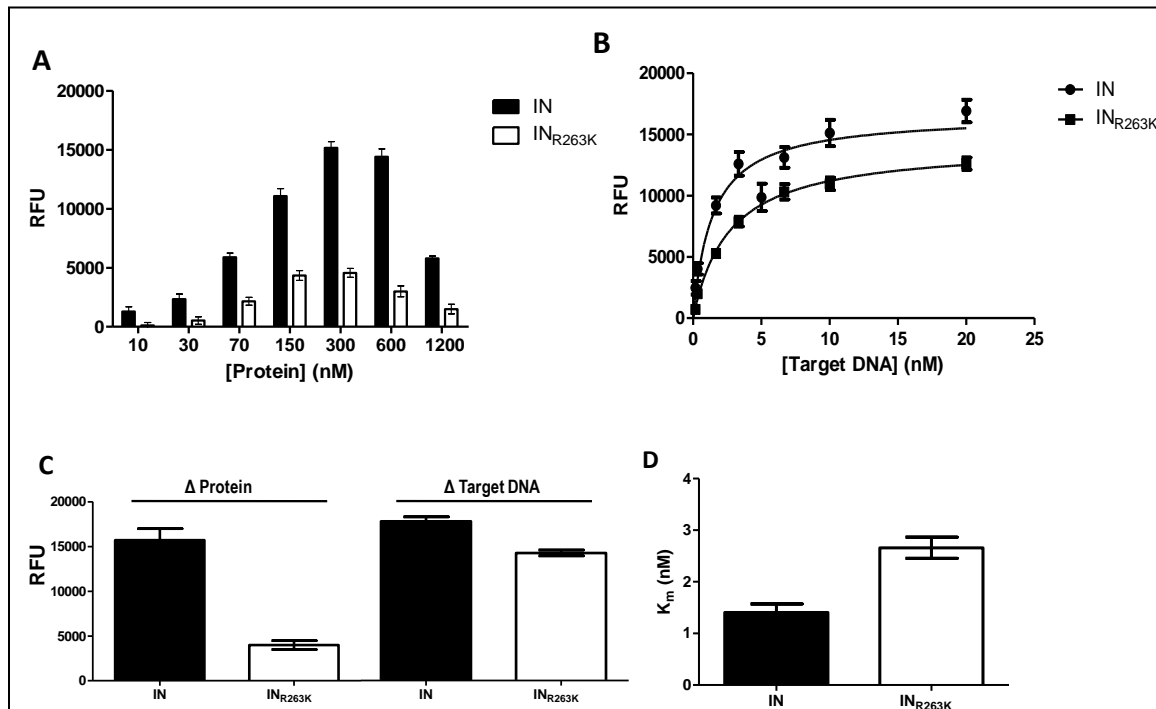 A
20000
15000
10000
5000
0
RFU
10 30 70 150 300 600 1200
[Protein] (nM)
IN
IN_R263K
B
20000
15000
10000
5000
0
RFU
0 5 10 15 20 25
[Target DNA] (nM)
IN
IN_R263K
C
Δ Protein Δ Target DNA
20000
15000
10000
5000
0
RFU
IN IN_R263K IN IN_R263K
D
4
3
2
1
0
K_m (nM)
IN IN_R263K